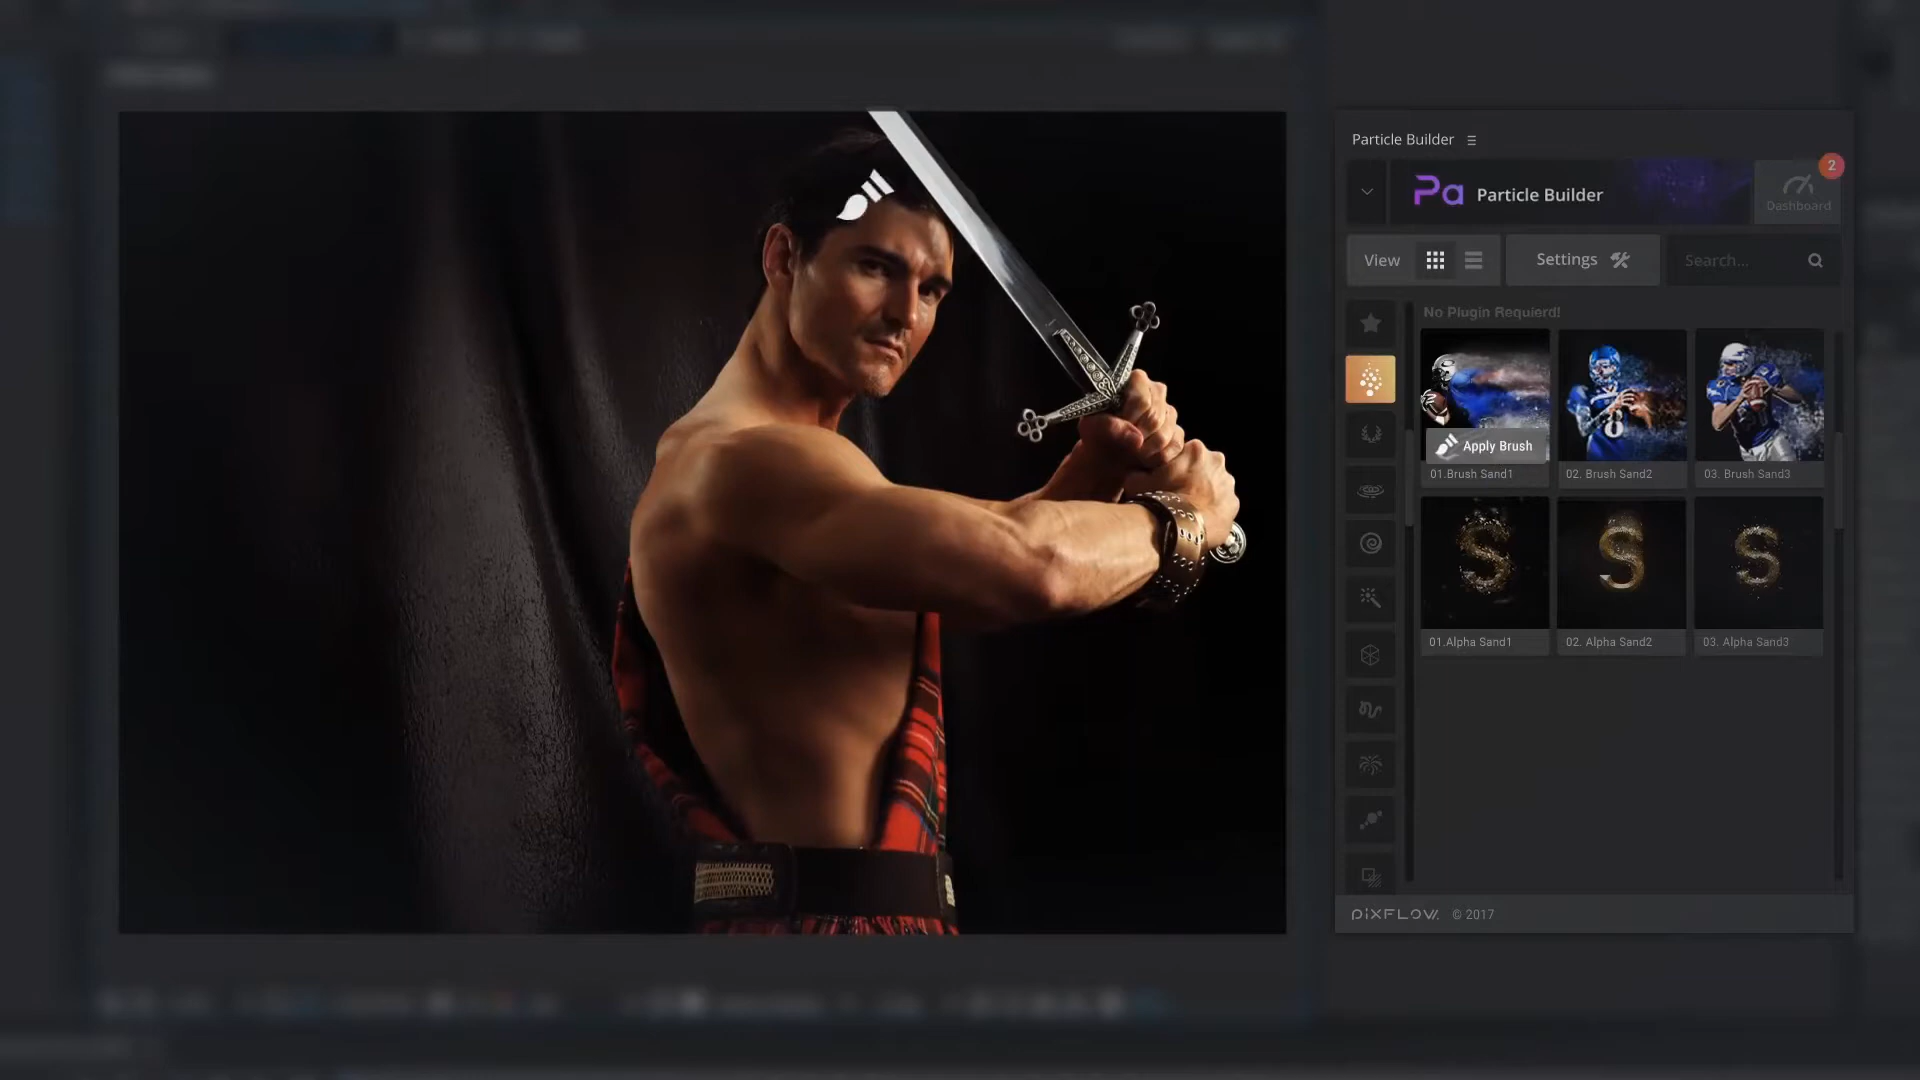 Particle Builder
Pa Particle Builder
2
Dashboard
View
Settings
Search...
No Plugin Requierd!
Apply Brush
01.Brush Sand1
02. Brush Sand2
03. Brush Sand3
01.Alpha Sand1
02. Alpha Sand2
03. Alpha Sand3
PIXFLOW. © 2017